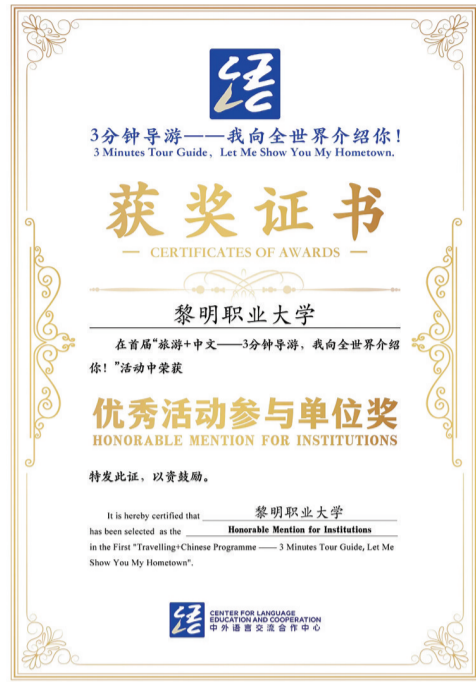 3分钟导游——我向全世界介绍你！
3 Minutes Tour Guide, Let Me Show You My Hometown.
获奖证书
— CERTIFICATES OF AWARDS —
黎明职业大学
在首届“旅游+中文——3分钟导游，我向全世界介绍
你！”活动中荣获
优秀活动参与单位奖
HONORABLE MENTION FOR INSTITUTIONS
特发此证，以资鼓励。
It is hereby certified that 黎明职业大学
has been selected as the Honorable Mention for Institutions
in the First "Travelling+Chinese Programme —— 3 Minutes Tour Guide, Let Me
Show You My Hometown".
CENTER FOR LANGUAGE
EDUCATION AND COOPERATION
中外语言交流合作中心